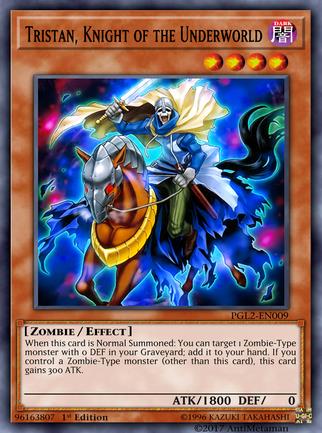 TRISTAN, KNIGHT OF THE UNDERWORLD
DARK
闇
PGL2-EN009
[ZOMBIE / EFFECT]
When this card is Normal Summoned: You can target 1 Zombie-Type
monster with 0 DEF in your Graveyard; add it to your hand. If you
control a Zombie-Type monster (other than this card), this card
gains 300 ATK.
ATK/1800 DEF/ 0
96163807 1st Edition ©1996 KAZUKI TAKAHASHI
©2017 AntiMetaman